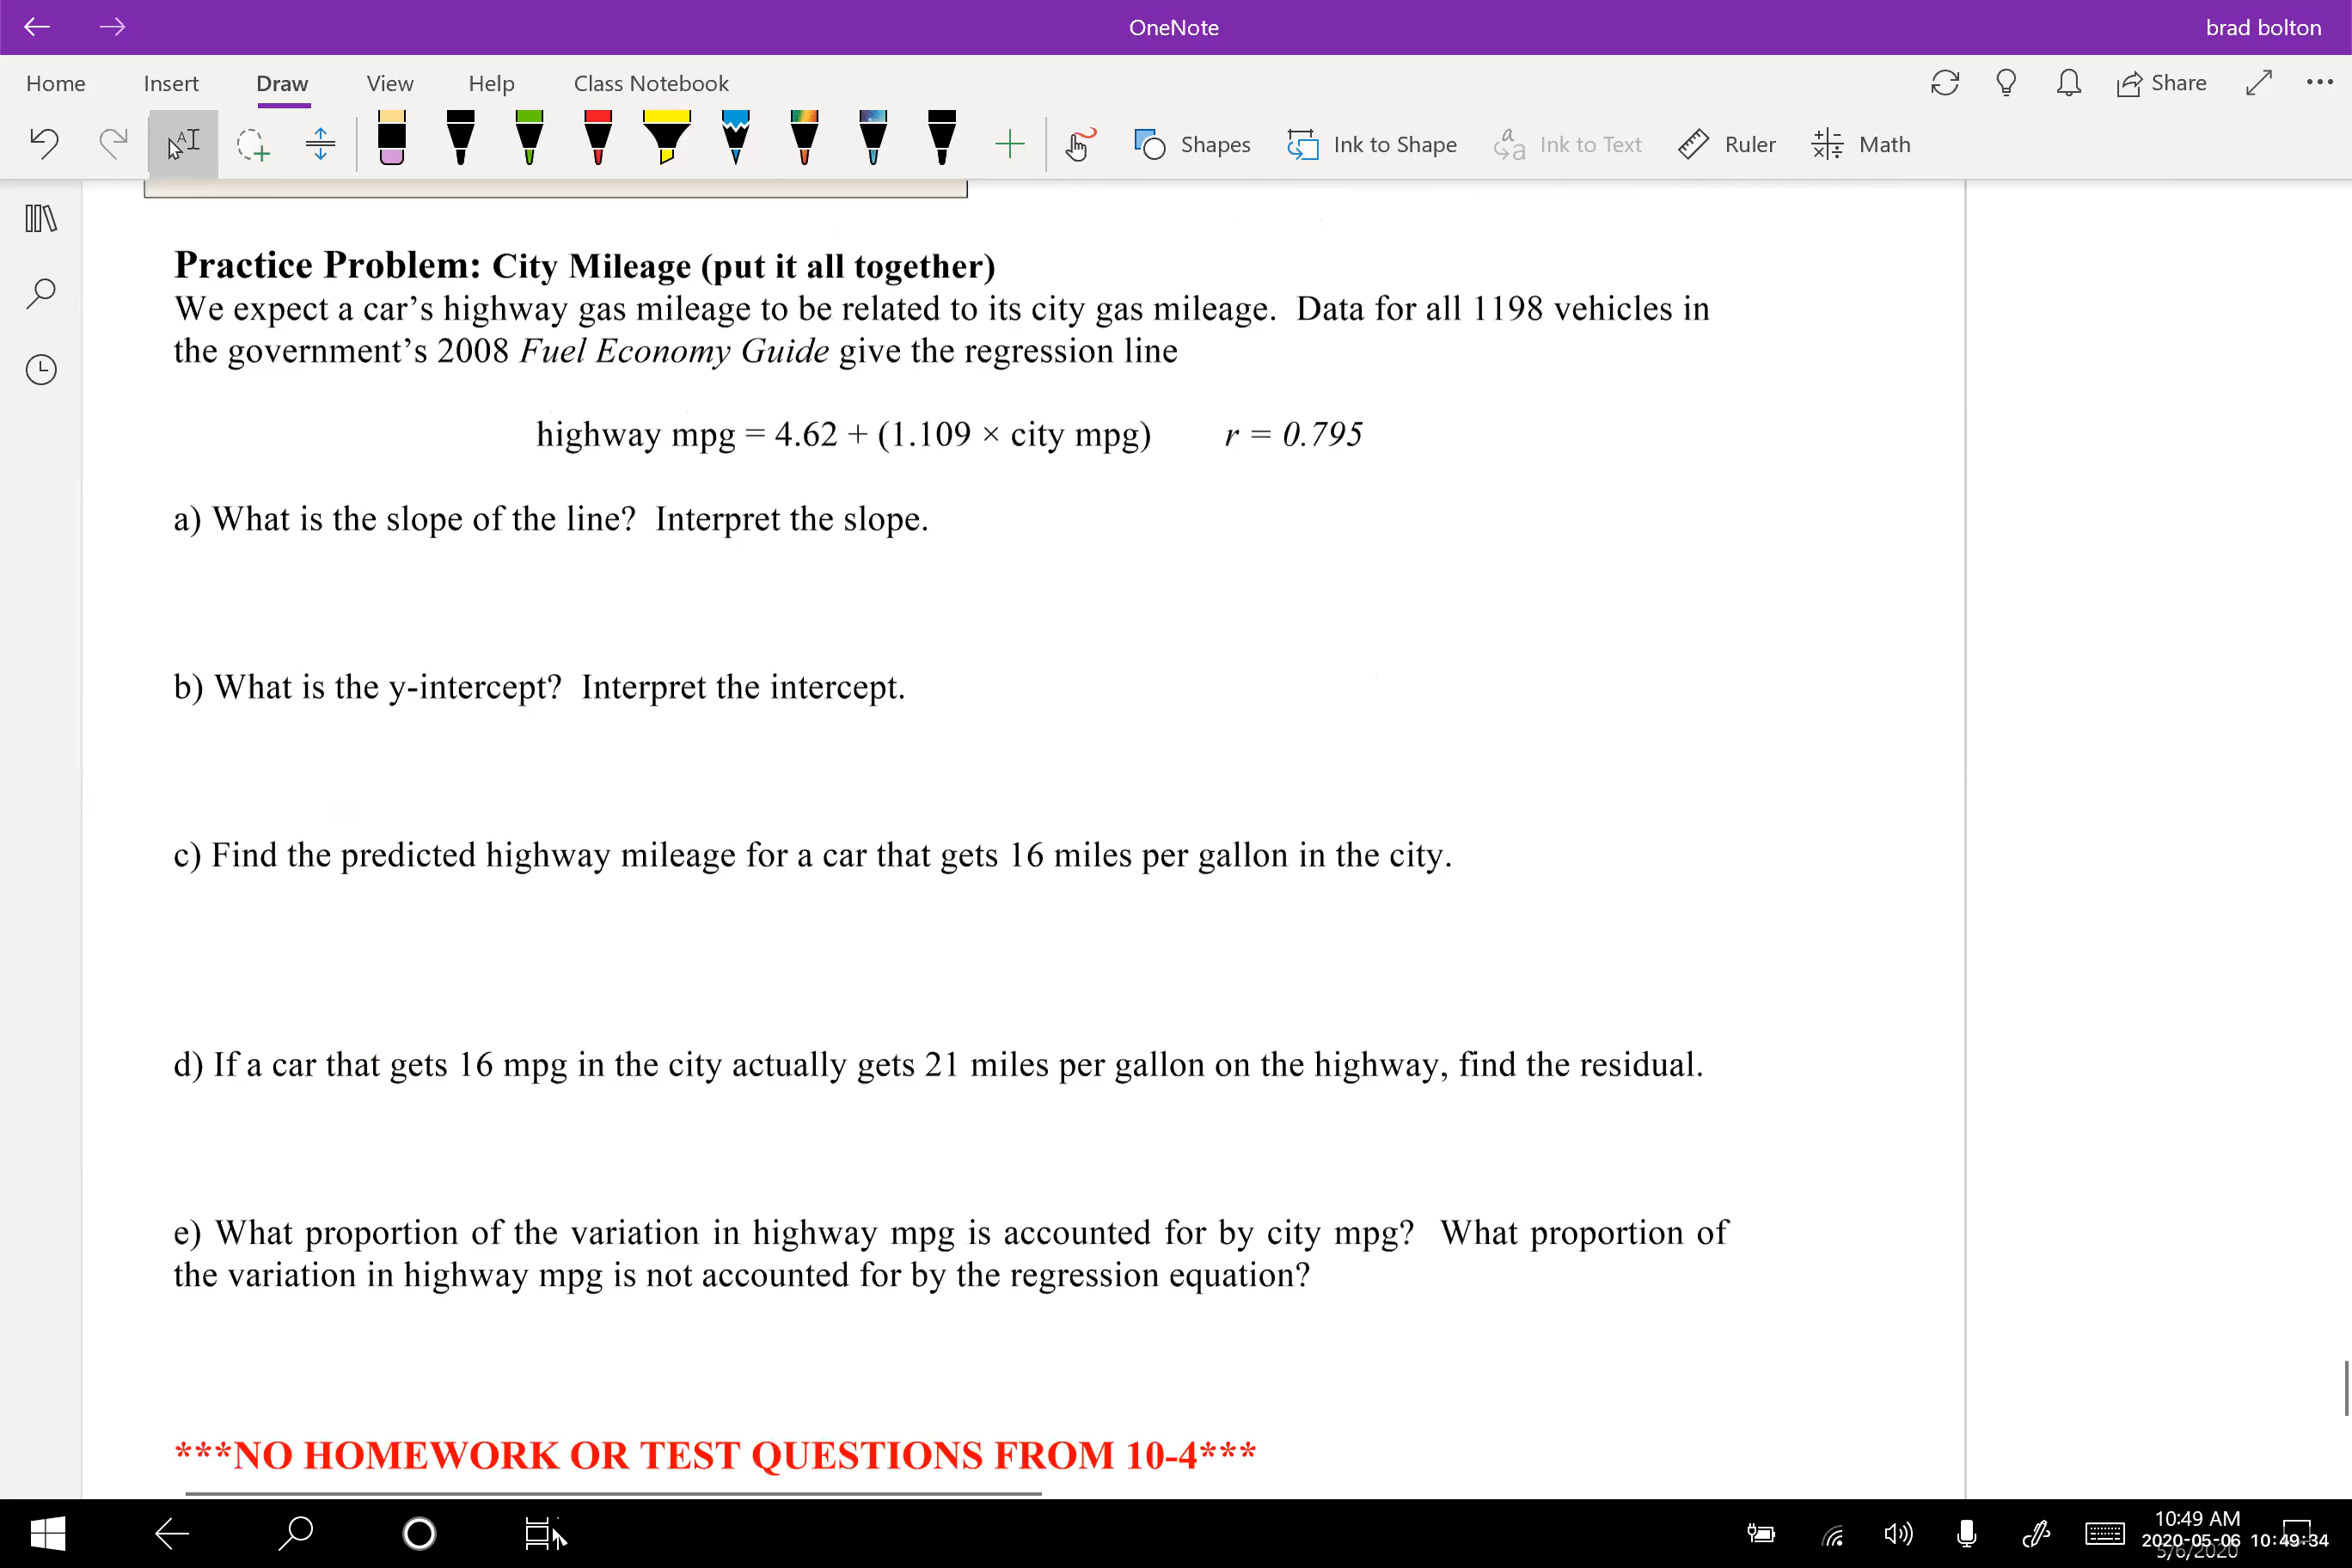 OneNote
brad bolton
Home Insert Draw View Help Class Notebook Share
Shapes Ink to Shape Ink to Text Ruler Math
Practice Problem: City Mileage (put it all together)
We expect a car’s highway gas mileage to be related to its city gas mileage. Data for all 1198 vehicles in
the government’s 2008 Fuel Economy Guide give the regression line
highway mpg = 4.62 + (1.109 × city mpg) r = 0.795
a) What is the slope of the line? Interpret the slope.
b) What is the y-intercept? Interpret the intercept.
c) Find the predicted highway mileage for a car that gets 16 miles per gallon in the city.
d) If a car that gets 16 mpg in the city actually gets 21 miles per gallon on the highway, find the residual.
e) What proportion of the variation in highway mpg is accounted for by city mpg? What proportion of
the variation in highway mpg is not accounted for by the regression equation?
***NO HOMEWORK OR TEST QUESTIONS FROM 10-4***
10:49 AM
2020-05-06 10:49:34
5/6/2020